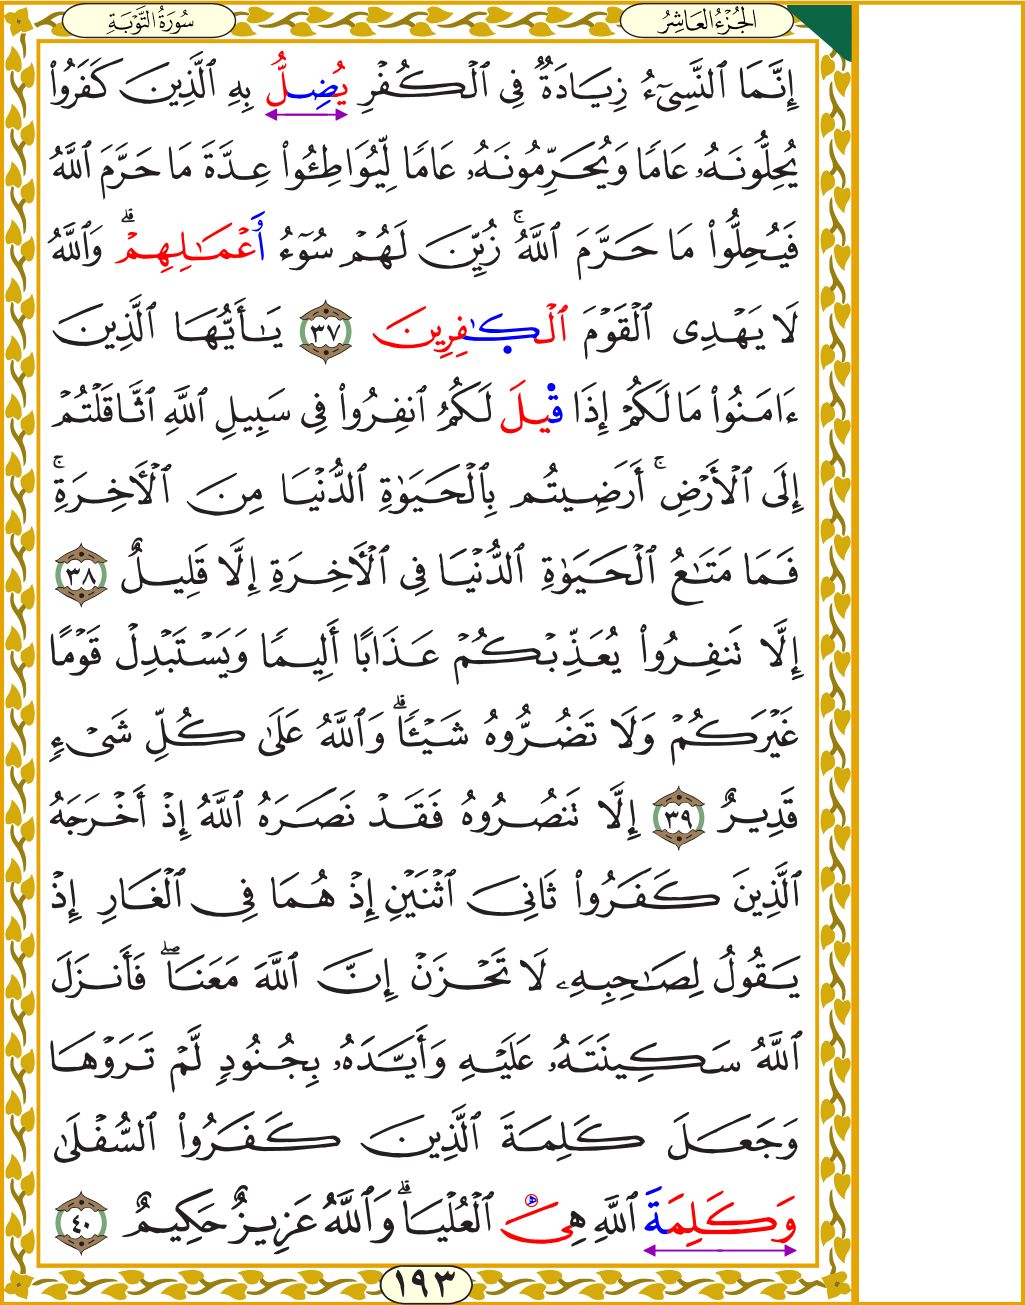 سُورَةُ التَّوْبَةِ
الجُزْءُ العَاشِرُ
إِنَّمَا ٱلنَّسِىٓءُ زِيَادَةٌ فِى ٱلْكُفْرِ يُضِلُّ بِهِ ٱلَّذِينَ كَفَرُوا۟
يُحِلُّونَهُۥ عَامًا وَيُحَرِّمُونَهُۥ عَامًا لِّيُوَاطِـُٔوا۟ عِدَّةَ مَا حَرَّمَ ٱللَّهُ
فَيُحِلُّوا۟ مَا حَرَّمَ ٱللَّهُ ۚ زُيِّنَ لَهُمْ سُوٓءُ أَوَعْمَـٰلِهِمْ ۗ وَٱللَّهُ
لَا يَهْدِى ٱلْقَوْمَ ٱلْكَـٰفِرِينَ ٣٧ يَـٰٓأَيُّهَا ٱلَّذِينَ
ءَامَنُوا۟ مَا لَكُمْ إِذَا قِيلَ لَكُمُ ٱنفِرُوا۟ فِى سَبِيلِ ٱللَّهِ ٱثَّاقَلْتُمْ
إِلَى ٱلْأَرْضِ ۚ أَرَضِيتُم بِٱلْحَيَوٰةِ ٱلدُّنْيَا مِنَ ٱلْـَٔاخِرَةِ ۚ
فَمَا مَتَـٰعُ ٱلْحَيَوٰةِ ٱلدُّنْيَا فِى ٱلْـَٔاخِرَةِ إِلَّا قَلِيلٌ ٣٨
إِلَّا تَنفِرُوا۟ يُعَذِّبْكُمْ عَذَابًا أَلِيمًا وَيَسْتَبْدِلْ قَوْمًا
غَيْرَكُمْ وَلَا تَضُرُّوهُ شَيْـًٔا ۗ وَٱللَّهُ عَلَىٰ كُلِّ شَىْءٍ
قَدِيرٌ ٣٩ إِلَّا تَنصُرُوهُ فَقَدْ نَصَرَهُ ٱللَّهُ إِذْ أَخْرَجَهُ
ٱلَّذِينَ كَفَرُوا۟ ثَانِىَ ٱثْنَيْنِ إِذْ هُمَا فِى ٱلْغَارِ إِذْ
يَقُولُ لِصَـٰحِبِهِۦ لَا تَحْزَنْ إِنَّ ٱللَّهَ مَعَنَا ۖ فَأَنزَلَ
ٱللَّهُ سَكِينَتَهُۥ عَلَيْهِ وَأَيَّدَهُۥ بِجُنُودٍ لَّمْ تَرَوْهَا
وَجَعَلَ كَلِمَةَ ٱلَّذِينَ كَفَرُوا۟ ٱلسُّفْلَىٰ
وَكَلِمَةَ ٱللَّهِ هِىَ ٱلْعُلْيَا ۗ وَٱللَّهُ عَزِيزٌ حَكِيمٌ ٤٠
١٩٣